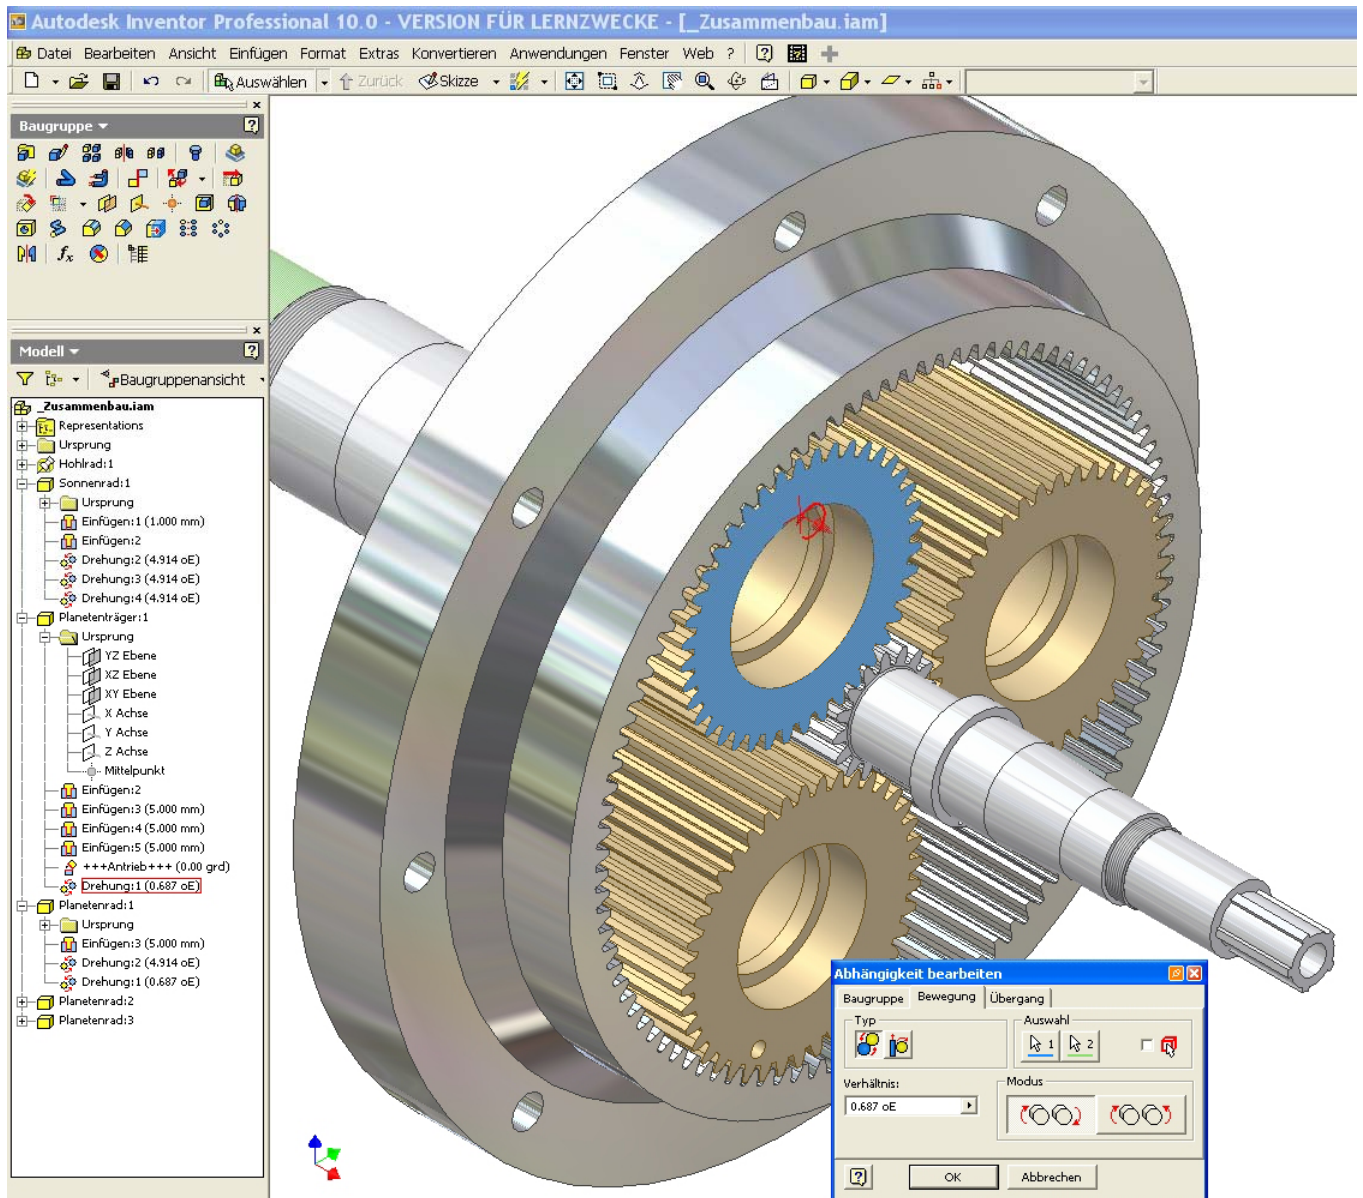 Autodesk Inventor Professional 10.0 - VERSION FÜR LERNZWECKE - [_Zusammenbau.iam]
Datei Bearbeiten Ansicht Einfügen Format Extras Konvertieren Anwendungen Fenster Web ?
Auswählen Zurück Skizze
Baugruppe
fx
Modell
Baugruppenansicht
_Zusammenbau.iam
Representations
Ursprung
Hohlrad:1
Sonnenrad:1
Ursprung
Einfügen:1 (1.000 mm)
Einfügen:2
Drehung:2 (4.914 oE)
Drehung:3 (4.914 oE)
Drehung:4 (4.914 oE)
Planetenträger:1
Ursprung
YZ Ebene
XZ Ebene
XY Ebene
X Achse
Y Achse
Z Achse
Mittelpunkt
Einfügen:2
Einfügen:3 (5.000 mm)
Einfügen:4 (5.000 mm)
Einfügen:5 (5.000 mm)
+++Antrieb+++ (0.00 grd)
Drehung:1 (0.687 oE)
Planetenrad:1
Ursprung
Einfügen:3 (5.000 mm)
Drehung:2 (4.914 oE)
Drehung:1 (0.687 oE)
Planetenrad:2
Planetenrad:3
Abhängigkeit bearbeiten
Baugruppe Bewegung Übergang
Typ Auswahl
1 2
Verhältnis: Modus
0.687 oE
? OK Abbrechen